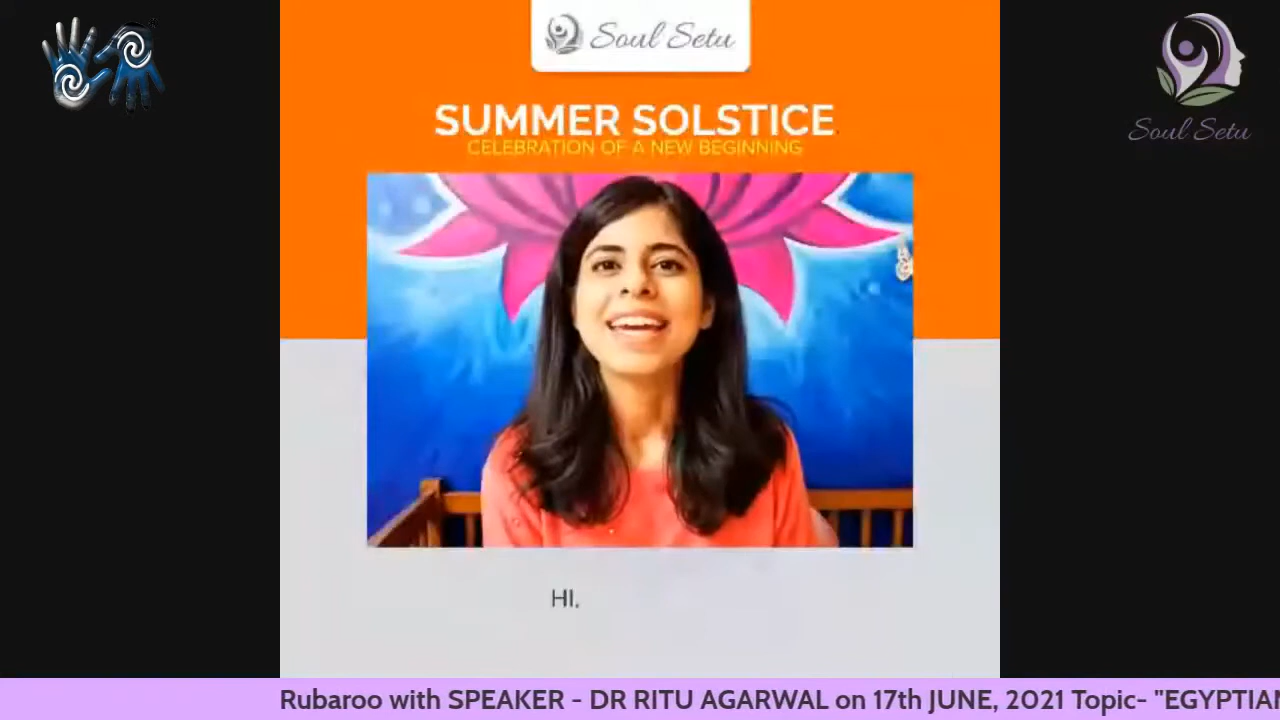 Soul Setu
SUMMER SOLSTICE
CELEBRATION OF A NEW BEGINNING
Soul Setu
HI.
Rubaroo with SPEAKER - DR RITU AGARWAL on 17th JUNE, 2021 Topic- "EGYPTIAN